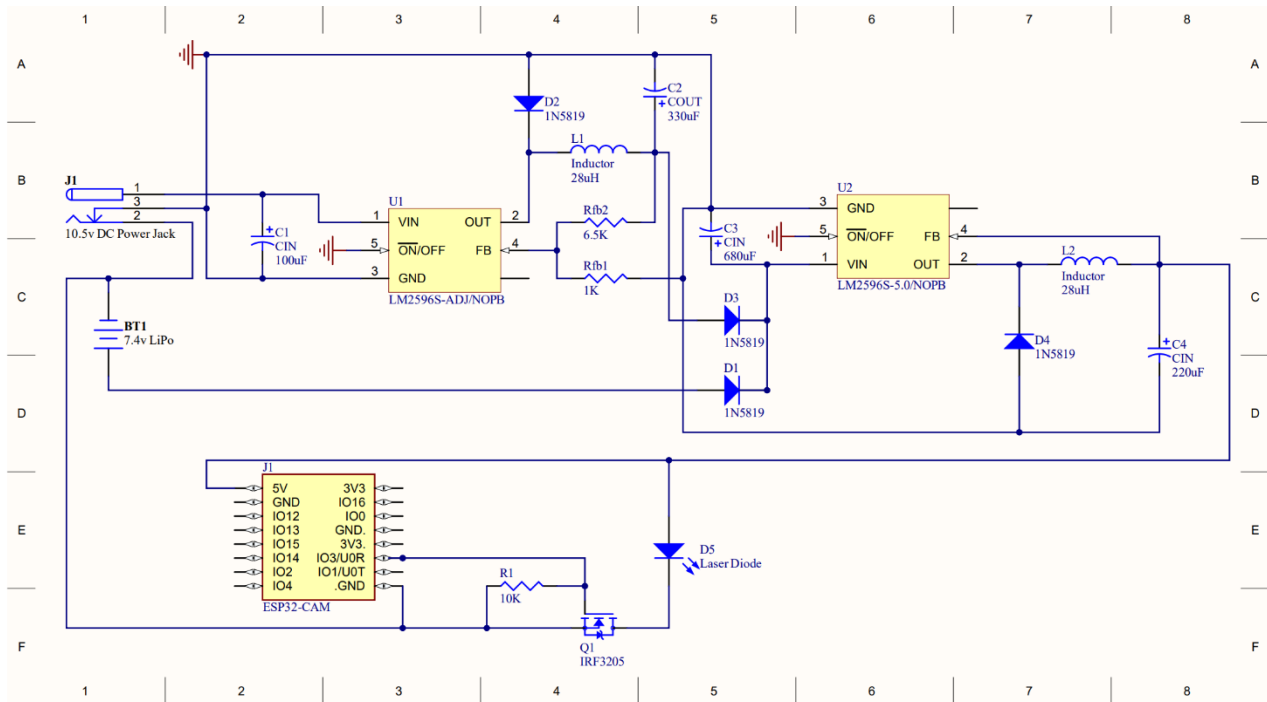 1 2 3 4 5 6 7 8
A A
B B
C C
D D
E E
F F
1 2 3 4 5 6 7 8
J1
1
3
2
10.5v DC Power Jack
BT1
7.4v LiPo
+
C1
CIN
100uF
U1
1 VIN OUT 2
5 ON/OFF FB 4
3 GND
LM2596S-ADJ/NOPB
D2
1N5819
L1
Inductor
28uH
C2
+ COUT
330uF
Rfb2
6.5K
Rfb1
1K
C3
+ CIN
680uF
D3
1N5819
D1
1N5819
U2
3 GND
5 ON/OFF FB 4
1 VIN OUT 2
LM2596S-5.0/NOPB
L2
Inductor
28uH
D4
1N5819
+ C4
CIN
220uF
J1
5V 3V3
GND IO16
IO12 IO0
IO13 GND.
IO15 3V3.
IO14 IO3/U0R
IO2 IO1/U0T
IO4 .GND
ESP32-CAM
R1
10K
D5
Laser Diode
Q1
IRF3205